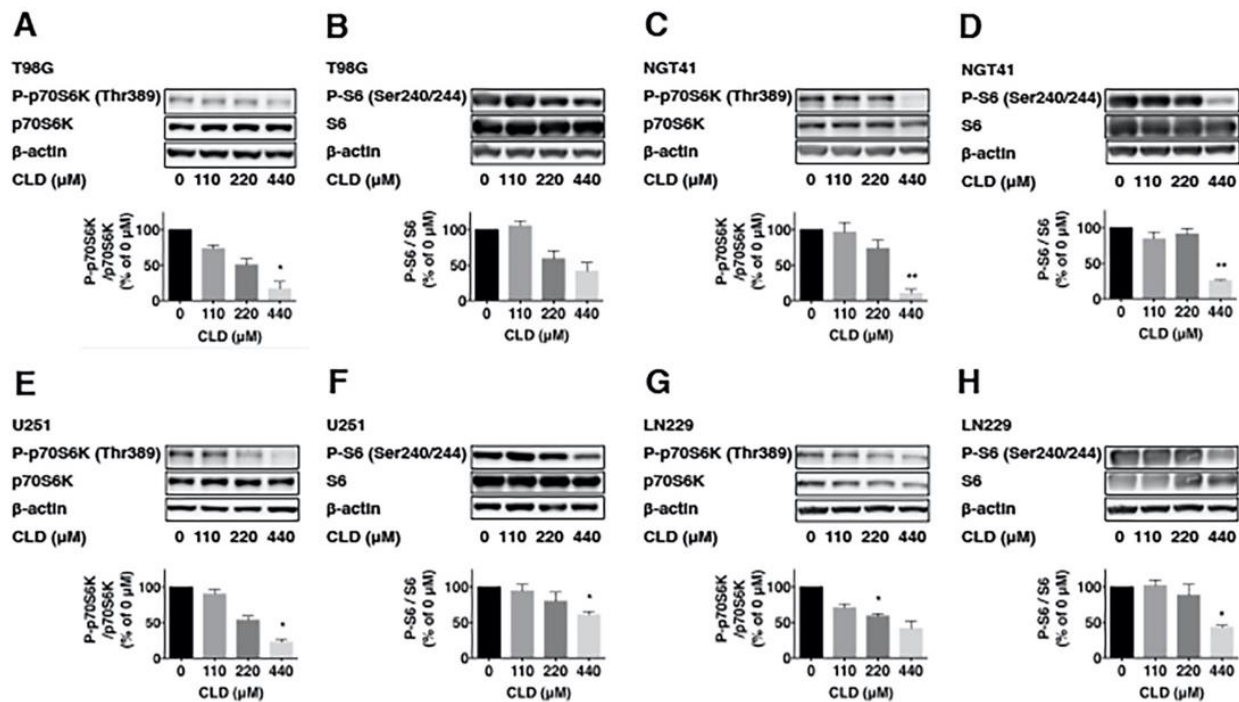 A
T98G
P-p70S6K (Thr389)
p70S6K
β-actin
CLD (µM)
0 110 220 440
P-p70S6K
/p70S6K
(% of 0 µM)
100
50
0
0 110 220 440
*
CLD (µM)
B
T98G
P-S6 (Ser240/244)
S6
β-actin
CLD (µM)
0 110 220 440
P-S6 / S6
(% of 0 µM)
100
50
0
0 110 220 440
CLD (µM)
C
NGT41
P-p70S6K (Thr389)
p70S6K
β-actin
CLD (µM)
0 110 220 440
P-p70S6K
/p70S6K
(% of 0 µM)
100
50
0
0 110 220 440
**
CLD (µM)
D
NGT41
P-S6 (Ser240/244)
S6
β-actin
CLD (µM)
0 110 220 440
P-S6 / S6
(% of 0 µM)
100
50
0
0 110 220 440
**
CLD (µM)
E
U251
P-p70S6K (Thr389)
p70S6K
β-actin
CLD (µM)
0 110 220 440
P-p70S6K
/p70S6K
(% of 0 µM)
100
50
0
0 110 220 440
*
CLD (µM)
F
U251
P-S6 (Ser240/244)
S6
β-actin
CLD (µM)
0 110 220 440
P-S6 / S6
(% of 0 µM)
100
50
0
0 110 220 440
*
CLD (µM)
G
LN229
P-p70S6K (Thr389)
p70S6K
β-actin
CLD (µM)
0 110 220 440
P-p70S6K
/p70S6K
(% of 0 µM)
100
50
0
0 110 220 440
*
CLD (µM)
H
LN229
P-S6 (Ser240/244)
S6
β-actin
CLD (µM)
0 110 220 440
P-S6 / S6
(% of 0 µM)
100
50
0
0 110 220 440
*
CLD (µM)